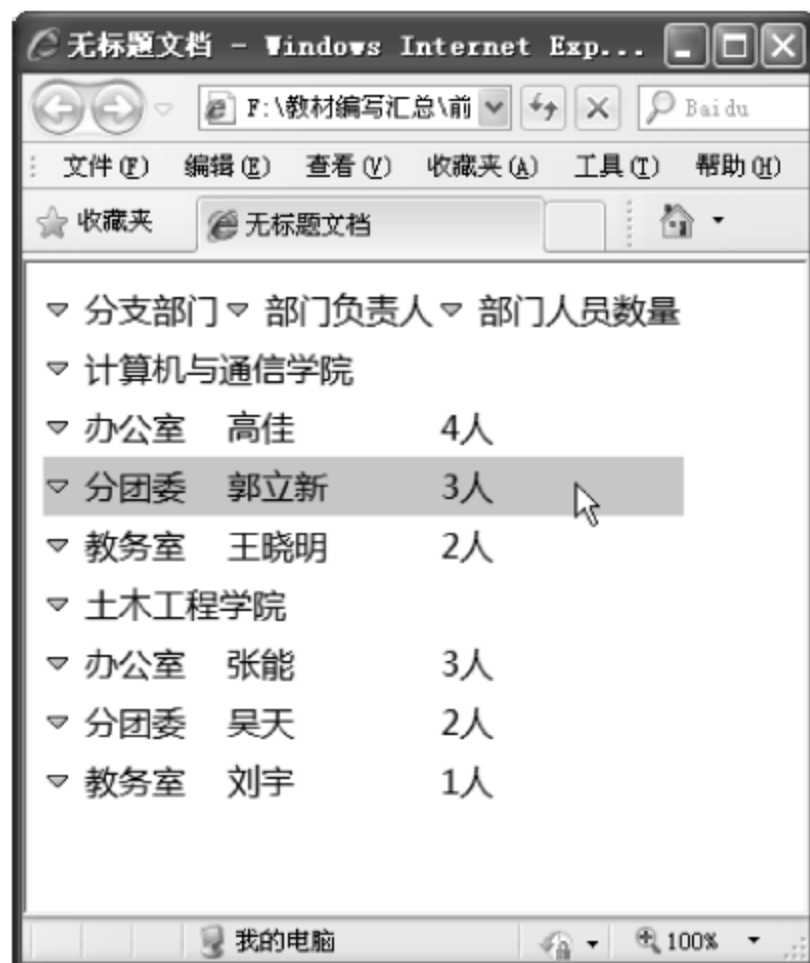 无标题文档 - Windows Internet Exp...
F:\教材编写汇总\前 Baidu
文件(F) 编辑(E) 查看(V) 收藏夹(A) 工具(T) 帮助(H)
收藏夹 无标题文档
分支部门 部门负责人 部门人员数量
计算机与通信学院
办公室 高佳 4人
分团委 郭立新 3人
教务室 王晓明 2人
土木工程学院
办公室 张能 3人
分团委 吴天 2人
教务室 刘宇 1人
我的电脑 100%